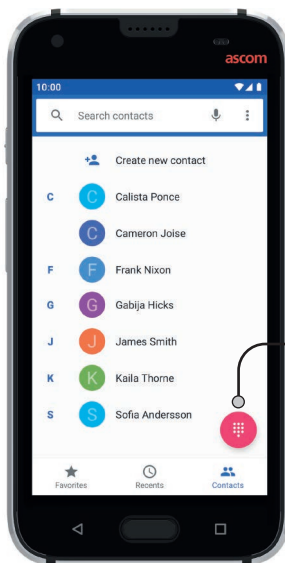 ascom
10:00
Search contacts
Create new contact
C C Calista Ponce
C Cameron Joise
F F Frank Nixon
G G Gabija Hicks
J J James Smith
K K Kaila Thorne
S S Sofia Andersson
Favorites Recents Contacts